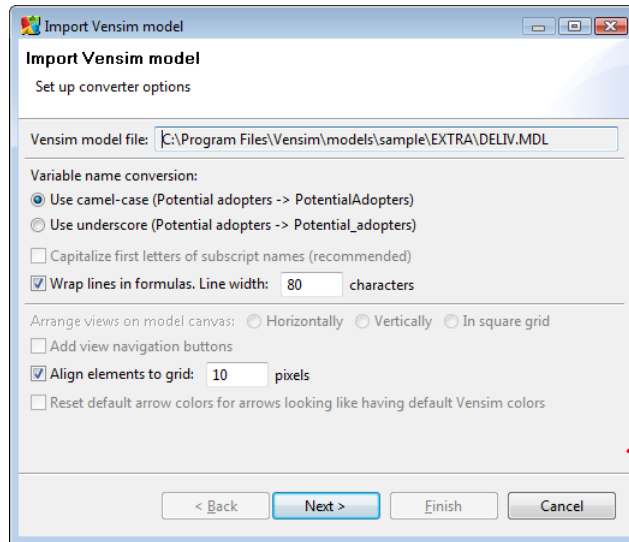 Import Vensim model
Import Vensim model
Set up converter options
Vensim model file: C:\Program Files\Vensim\models\sample\EXTRA\DELIV.MDL
Variable name conversion:
Use camel-case (Potential adopters -> PotentialAdopters)
Use underscore (Potential adopters -> Potential_adopters)
Capitalize first letters of subscript names (recommended)
Wrap lines in formulas. Line width: 80 characters
Arrange views on model canvas: Horizontally Vertically In square grid
Add view navigation buttons
Align elements to grid: 10 pixels
Reset default arrow colors for arrows looking like having default Vensim colors
< Back Next > Finish Cancel